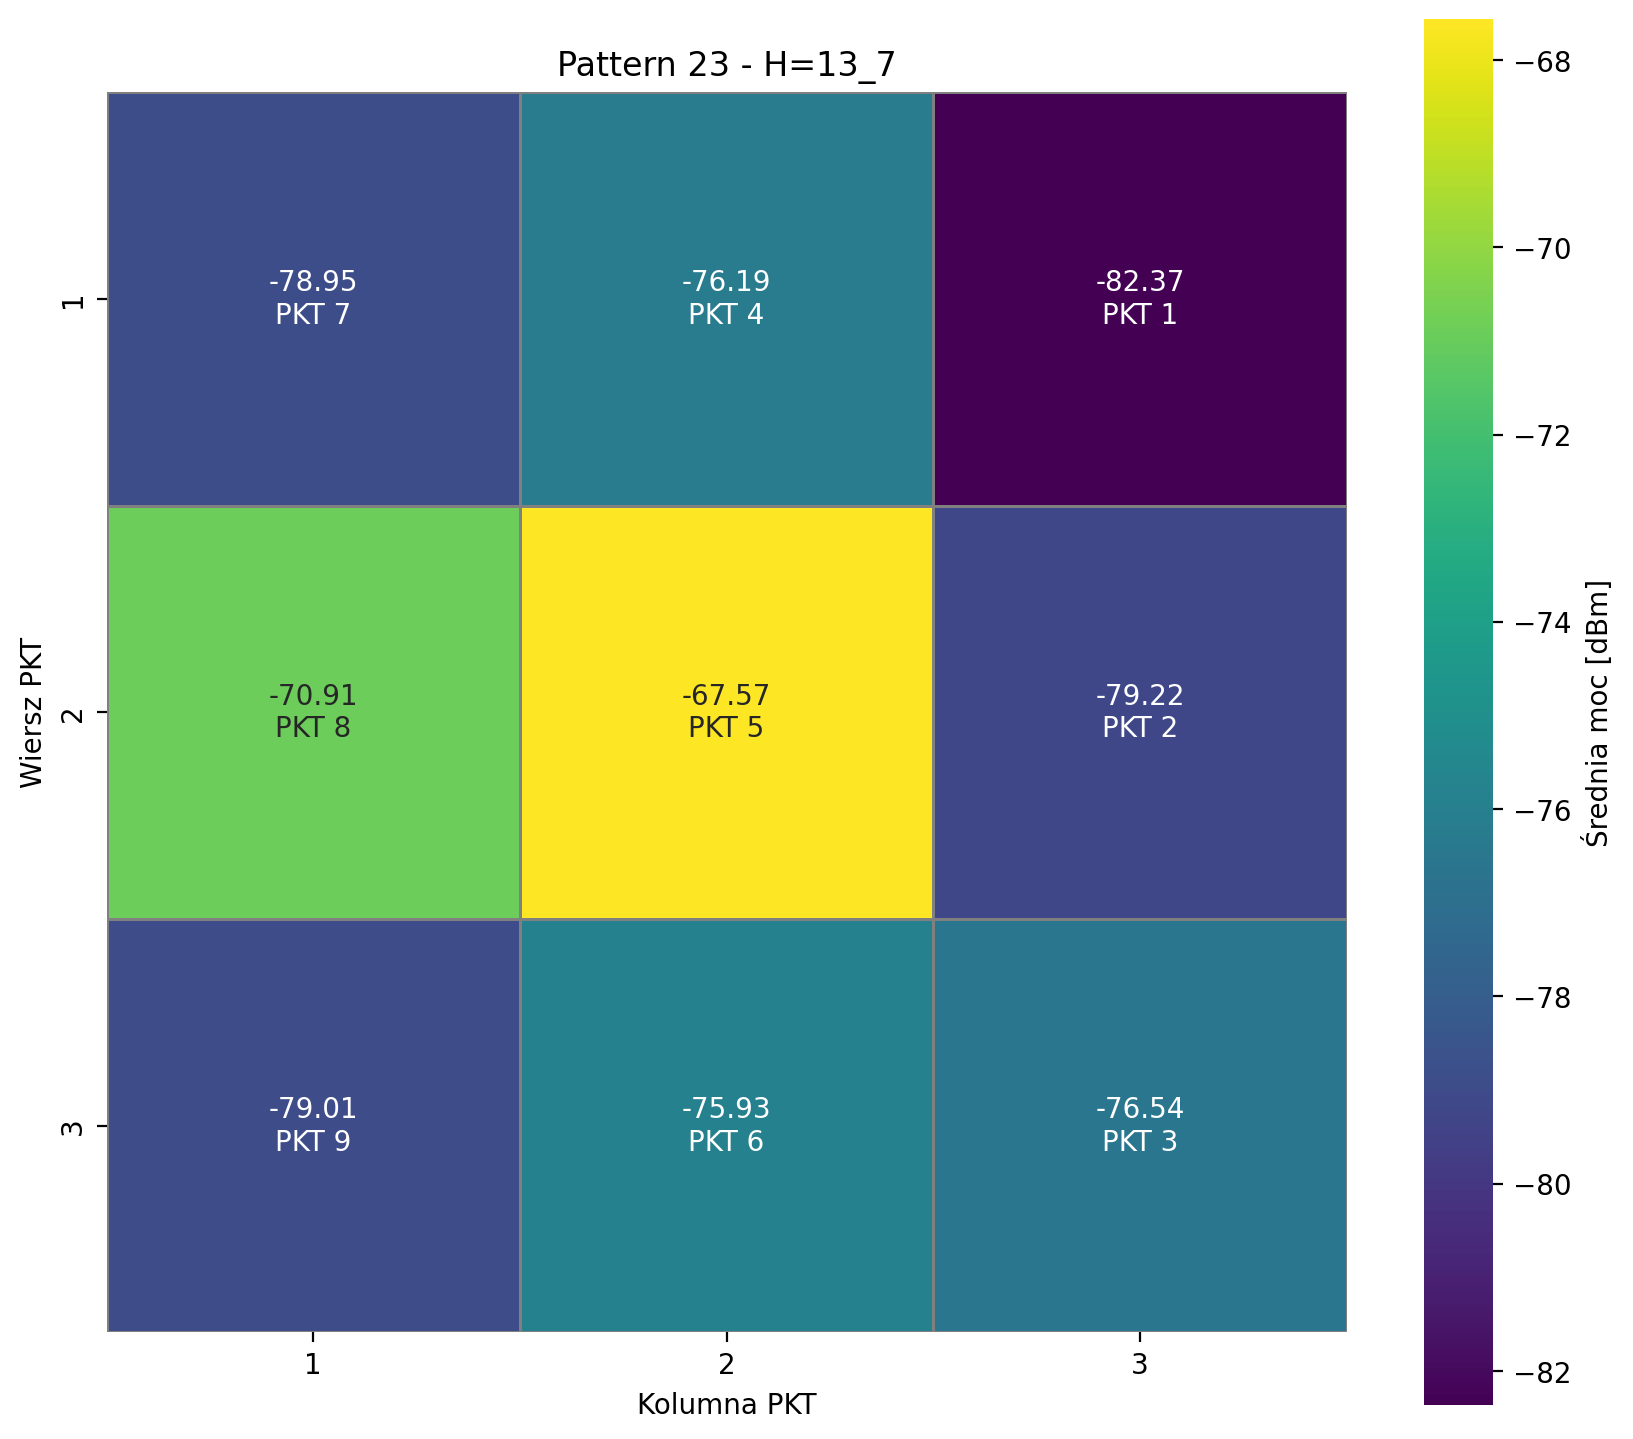 Pattern 23 - H=13_7
-78.95
PKT 7
-76.19
PKT 4
-82.37
PKT 1
-70.91
PKT 8
-67.57
PKT 5
-79.22
PKT 2
-79.01
PKT 9
-75.93
PKT 6
-76.54
PKT 3
1
2
3
Wiersz PKT
1
2
3
Kolumna PKT
−68
−70
−72
−74
−76
−78
−80
−82
Średnia moc [dBm]